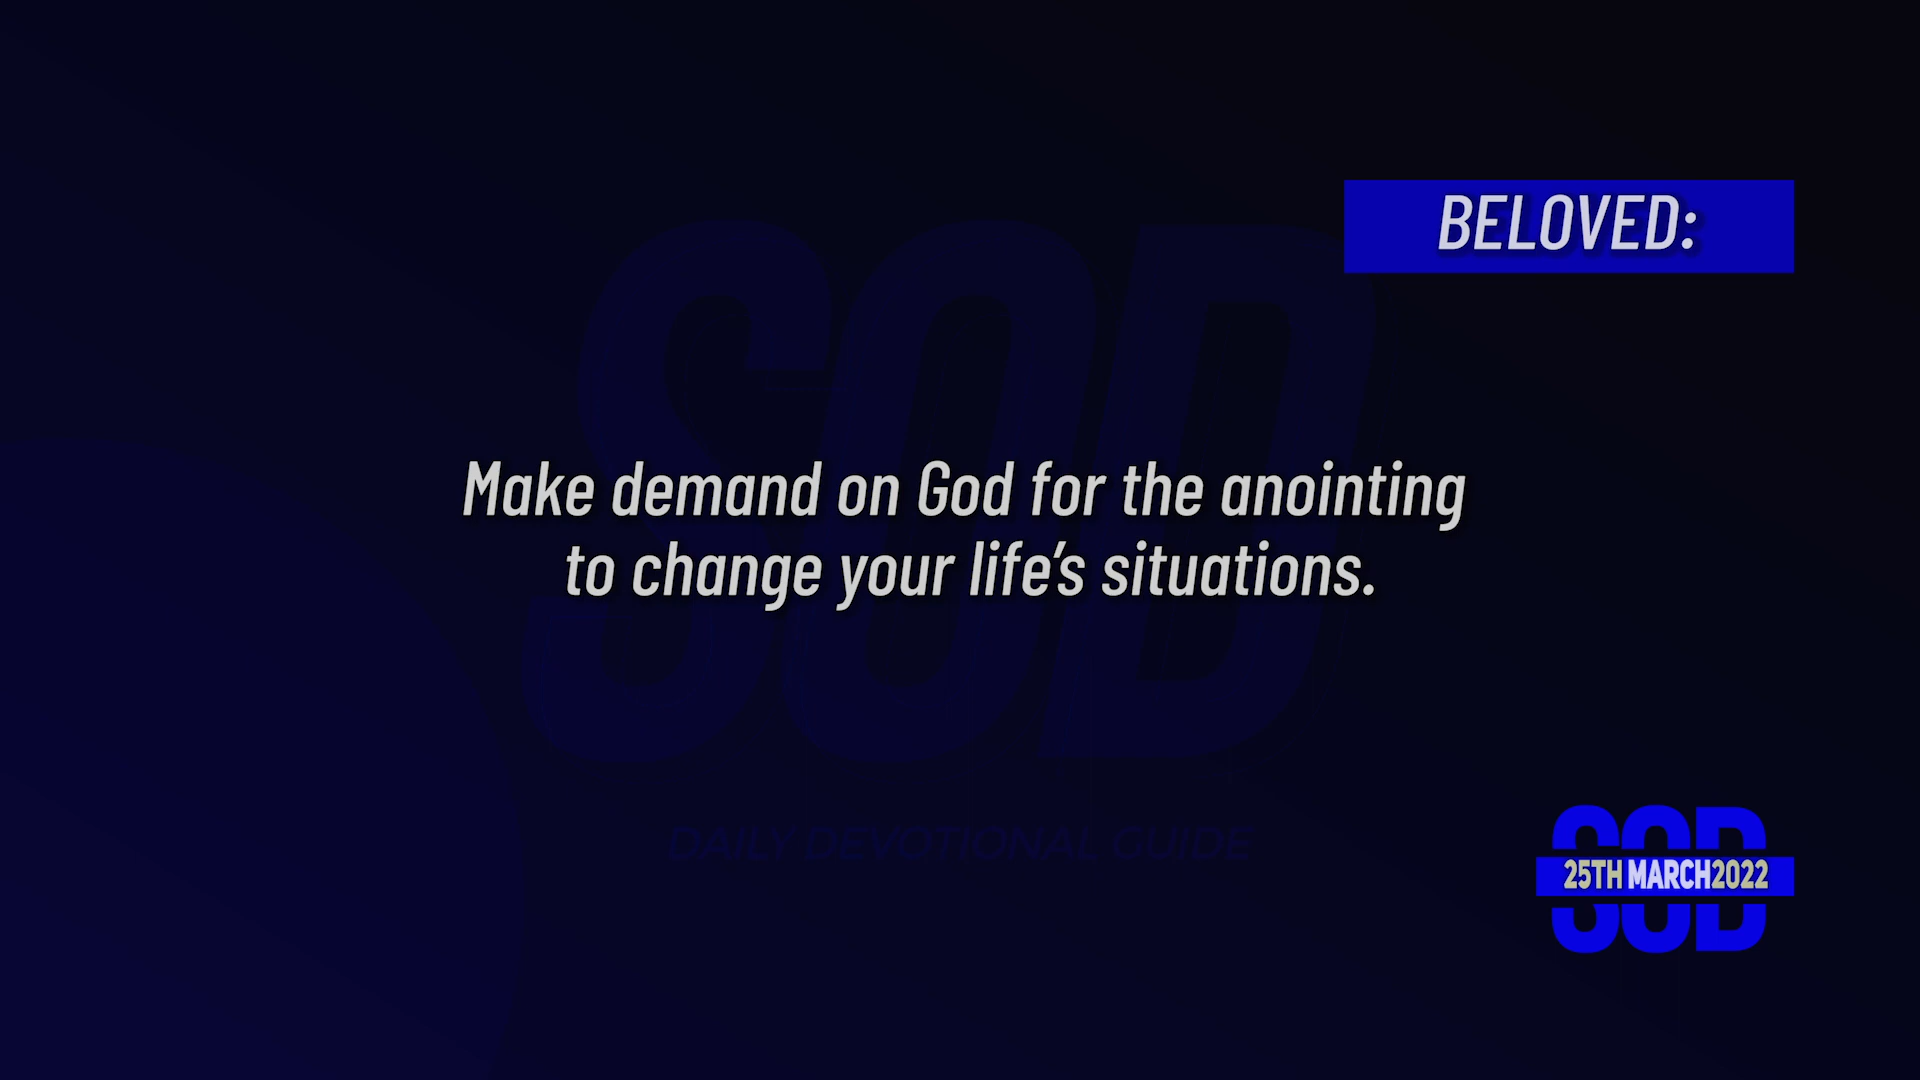 BELOVED:
SOD
Make demand on God for the anointing
to change your life's situations.
DAILY DEVOTIONAL GUIDE
SOD
25TH MARCH2022